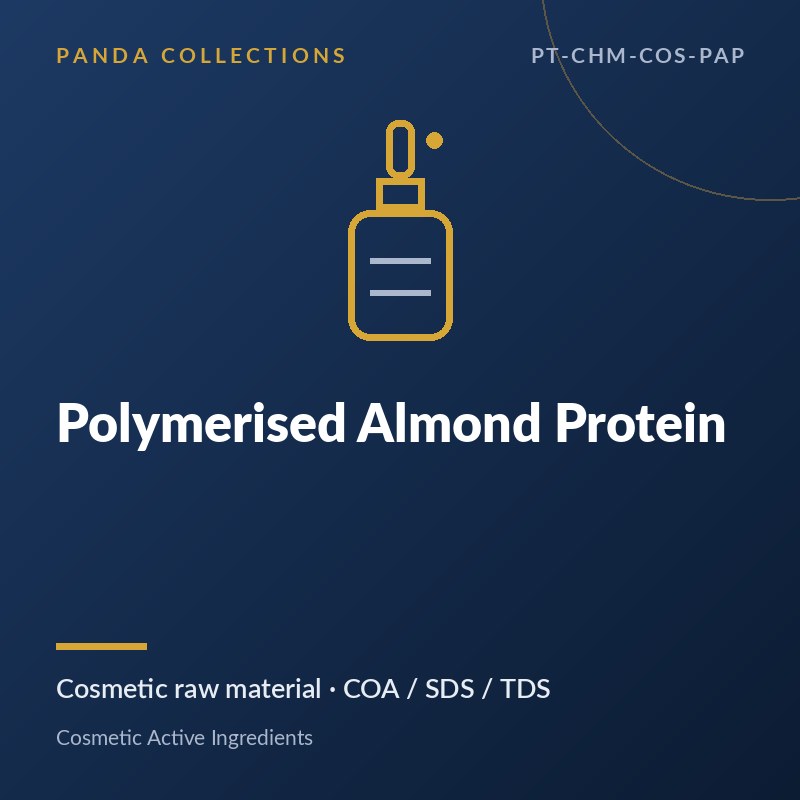 PANDA COLLECTIONS
PT-CHM-COS-PAP
Polymerised Almond Protein
Cosmetic raw material · COA / SDS / TDS
Cosmetic Active Ingredients